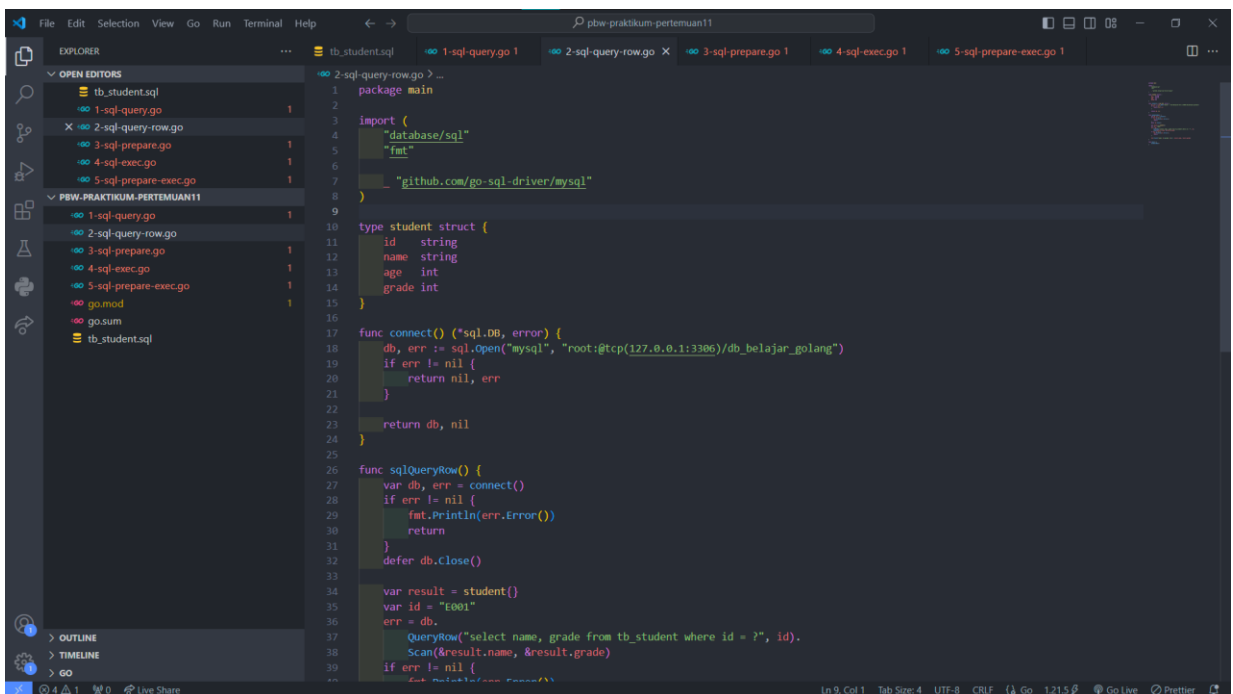 File Edit Selection View Go Run Terminal Help
pbw-praktikum-pertemuan11
EXPLORER
tb_student.sql
1-sql-query.go 1
2-sql-query-row.go
3-sql-prepare.go 1
4-sql-exec.go 1
5-sql-prepare-exec.go 1
OPEN EDITORS
tb_student.sql
1-sql-query.go 1
2-sql-query-row.go
3-sql-prepare.go 1
4-sql-exec.go 1
5-sql-prepare-exec.go 1
PBW-PRAKTIKUM-PERTEMUAN11
1-sql-query.go 1
2-sql-query-row.go
3-sql-prepare.go 1
4-sql-exec.go 1
5-sql-prepare-exec.go 1
go.mod 1
go.sum
tb_student.sql
OUTLINE
TIMELINE
GO
2-sql-query-row.go > ...
1 package main
2
3 import (
4 "database/sql"
5 "fmt"
6
7 _ "github.com/go-sql-driver/mysql"
8 )
9
10 type student struct {
11 id string
12 name string
13 age int
14 grade int
15 }
16
17 func connect() (*sql.DB, error) {
18 db, err := sql.Open("mysql", "root:@tcp(127.0.0.1:3306)/db_belajar_golang")
19 if err != nil {
20 return nil, err
21 }
22
23 return db, nil
24 }
25
26 func sqlQueryRow() {
27 var db, err = connect()
28 if err != nil {
29 fmt.Println(err.Error())
30 return
31 }
32 defer db.Close()
33
34 var result = student{}
35 var id = "E001"
36 err = db.
37 QueryRow("select name, grade from tb_student where id = ?", id).
38 Scan(&result.name, &result.grade)
39 if err != nil {
40 fmt.Println(err.Error())
4 1 0 Live Share
Ln 9, Col 1 Tab Size: 4 UTF-8 CRLF Go 1.21.5 Go Live Prettier